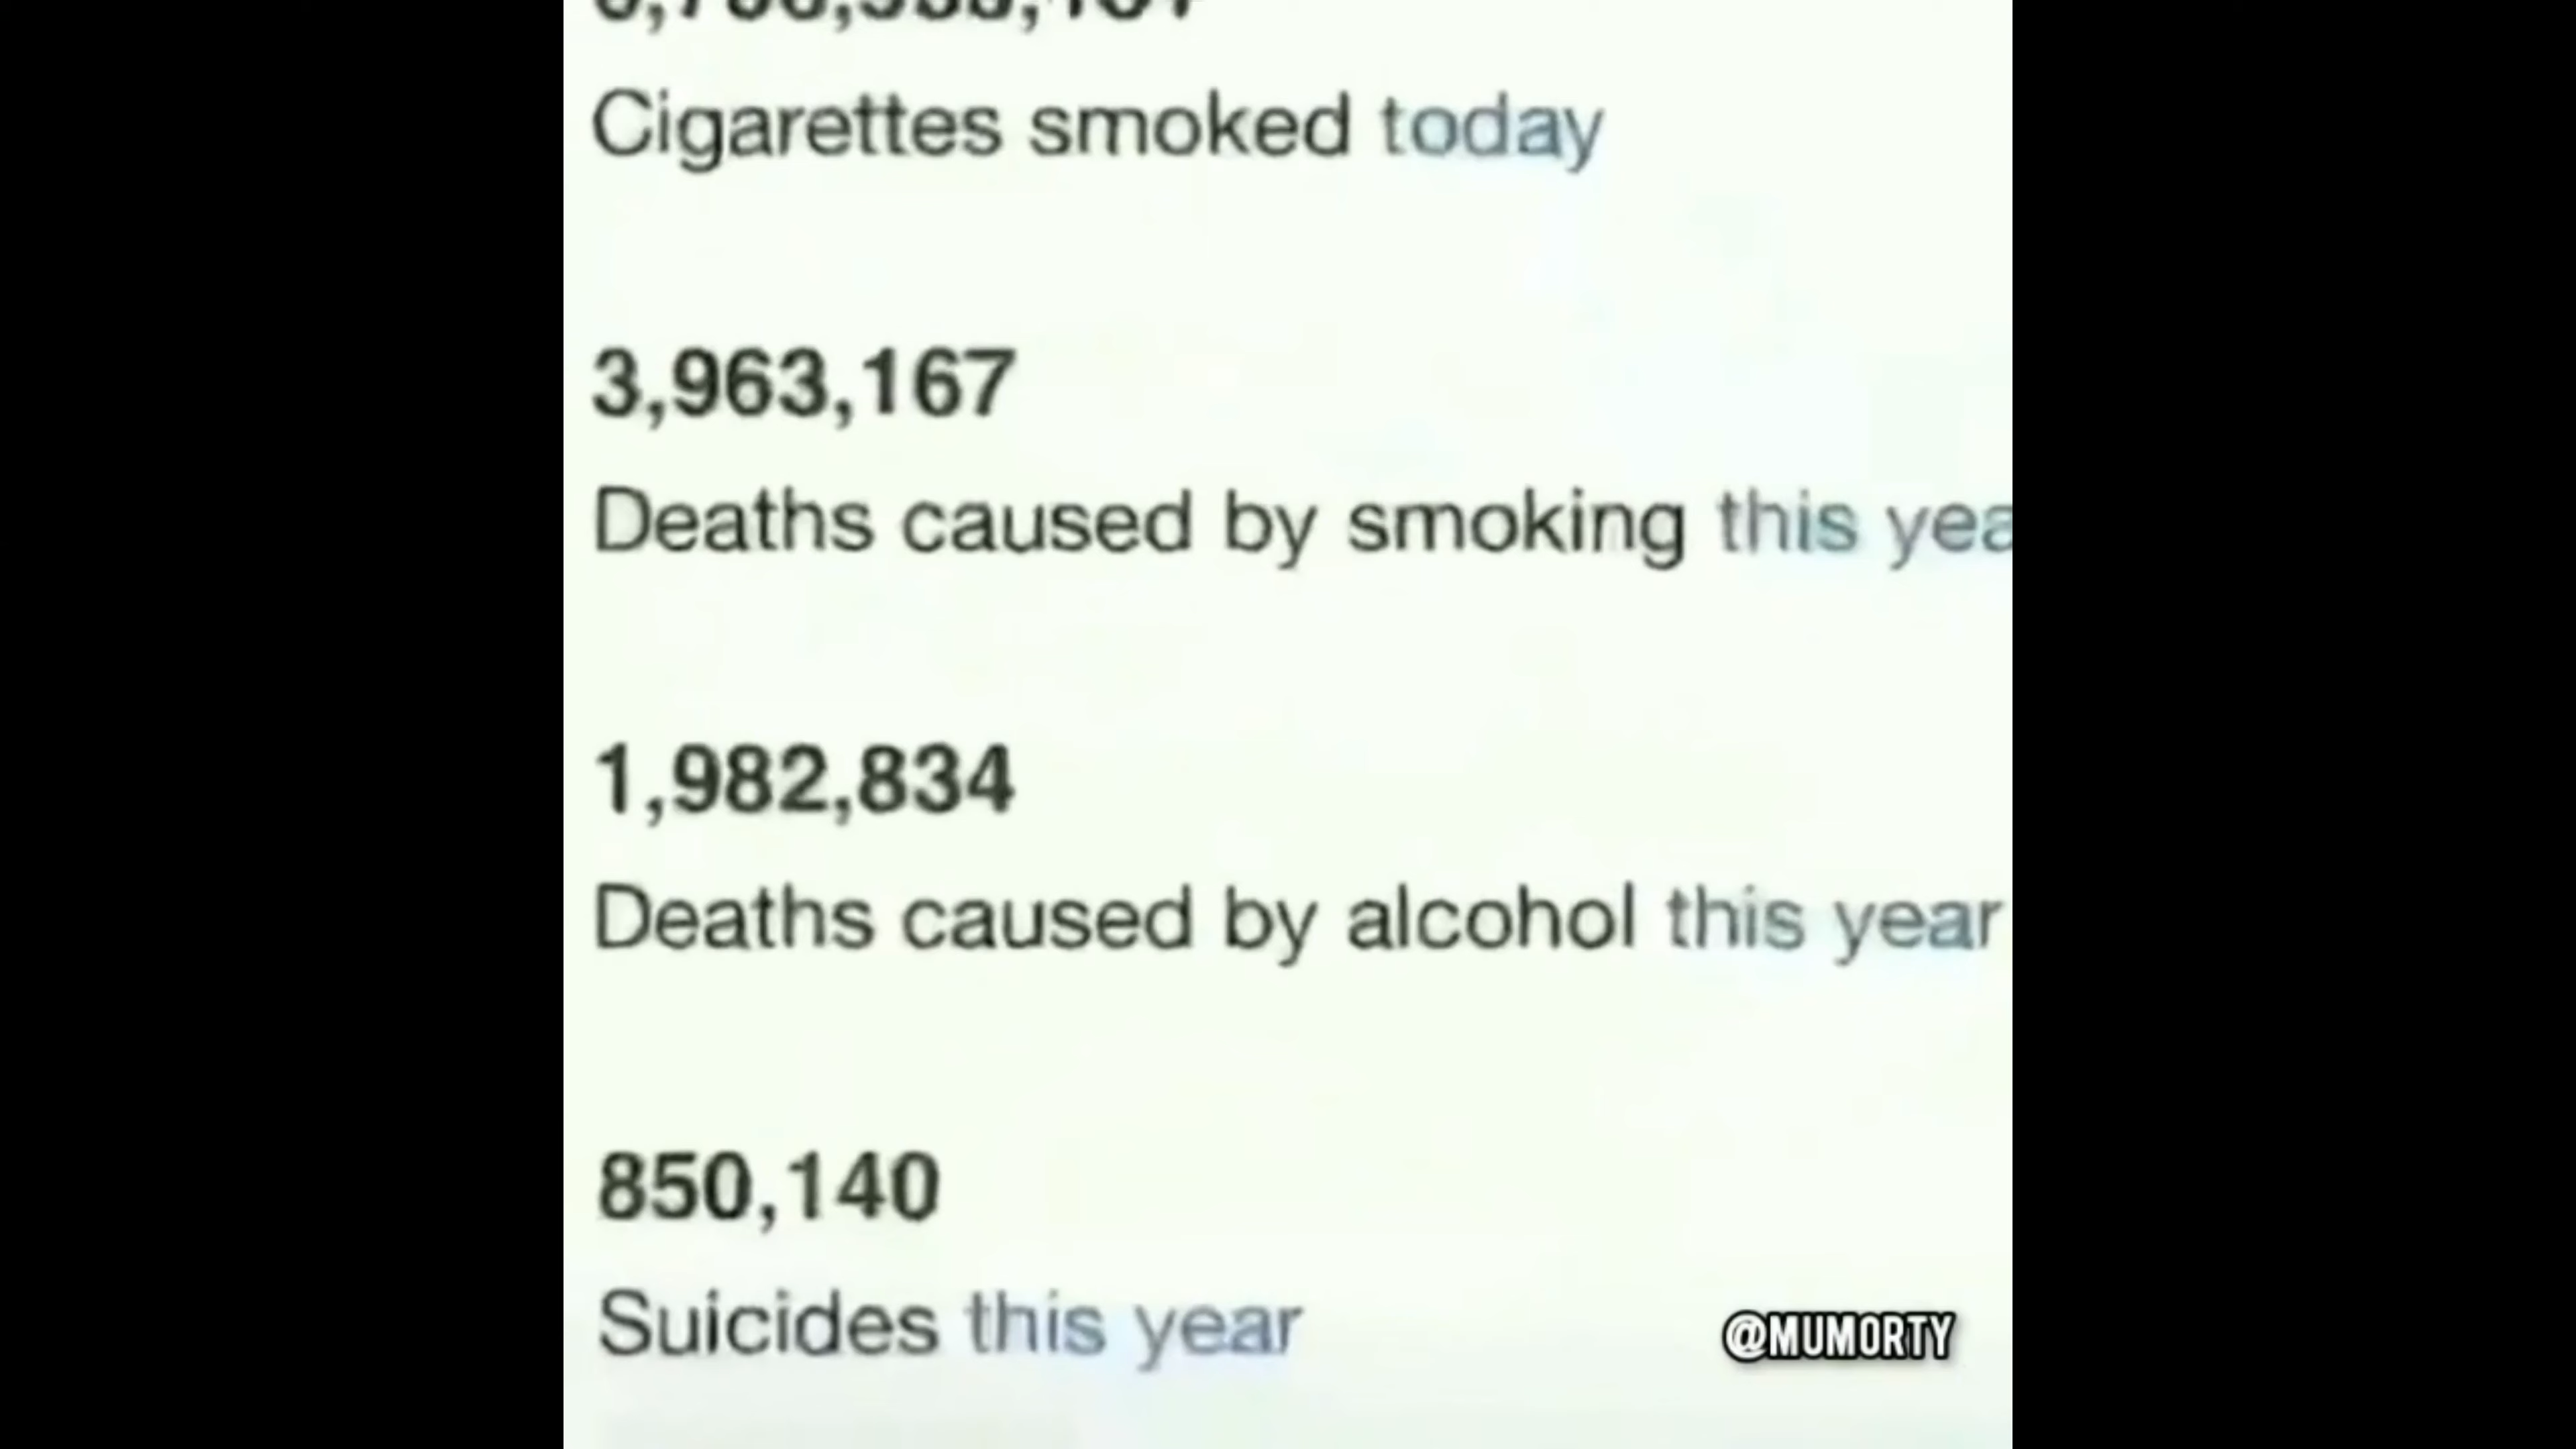 Cigarettes smoked today
3,963,167
Deaths caused by smoking this yea
1,982,834
Deaths caused by alcohol this year
850,140
Suicides this year
@MUMORTY